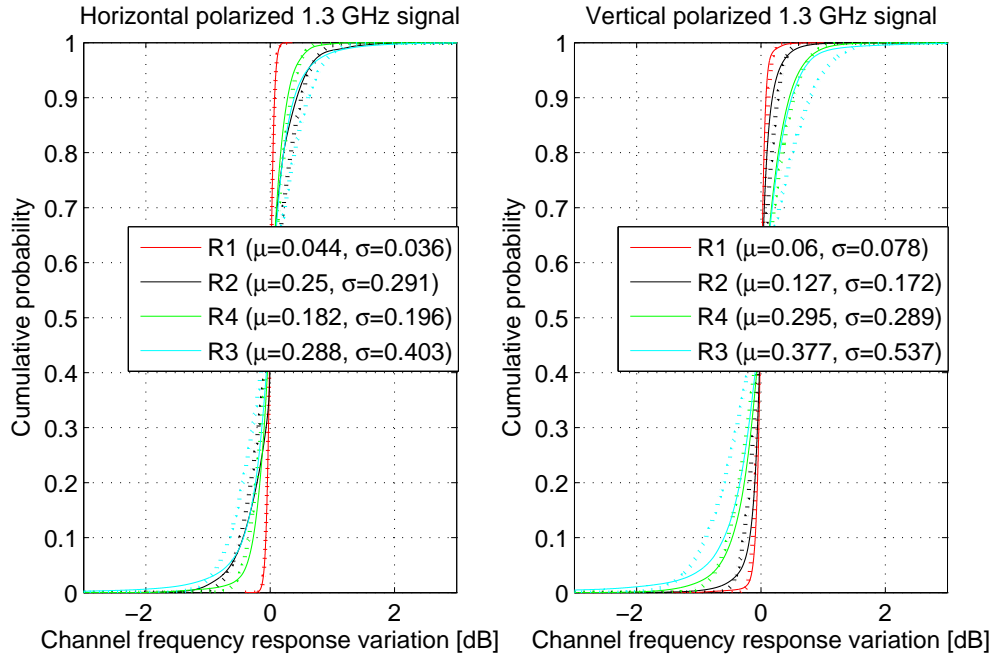 Horizontal polarized 1.3 GHz signal
1
0.9
0.8
0.7
0.6
0.5
0.4
0.3
0.2
0.1
0
−2
0
2
Cumulative probability
Channel frequency response variation [dB]
R1 (μ=0.044, σ=0.036)
R2 (μ=0.25, σ=0.291)
R4 (μ=0.182, σ=0.196)
R3 (μ=0.288, σ=0.403)
Vertical polarized 1.3 GHz signal
1
0.9
0.8
0.7
0.6
0.5
0.4
0.3
0.2
0.1
0
−2
0
2
Cumulative probability
Channel frequency response variation [dB]
R1 (μ=0.06, σ=0.078)
R2 (μ=0.127, σ=0.172)
R4 (μ=0.295, σ=0.289)
R3 (μ=0.377, σ=0.537)